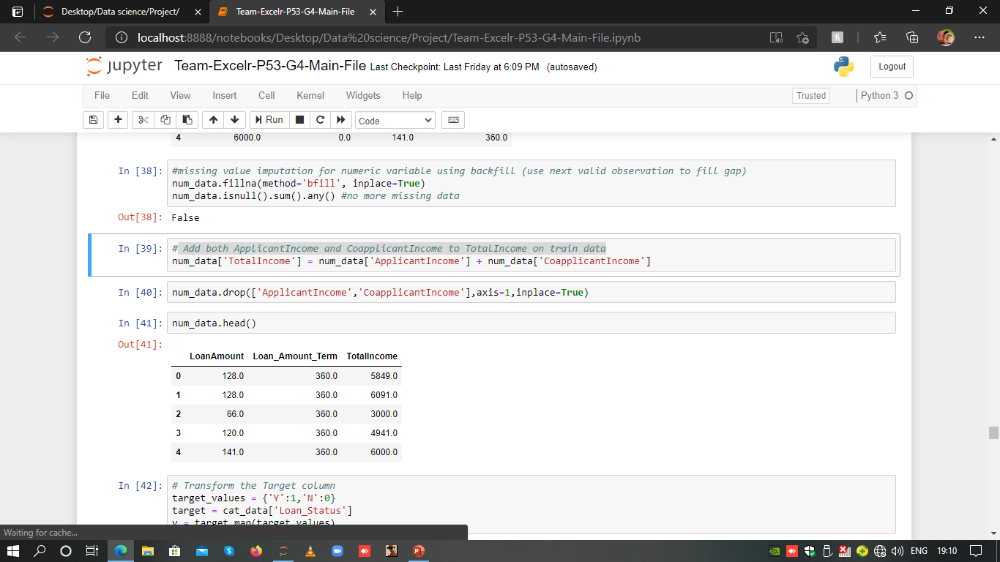 Desktop/Data science/Project/
Team-Excelr-P53-G4-Main-File
localhost:8888/notebooks/Desktop/Data%20science/Project/Team-Excelr-P53-G4-Main-File.ipynb
jupyter Team-Excelr-P53-G4-Main-File Last Checkpoint: Last Friday at 6:09 PM (autosaved)
Logout
File Edit View Insert Cell Kernel Widgets Help
Trusted
Python 3
Run
Code
4 6000.0 0.0 141.0 360.0
In [38]: #missing value imputation for numeric variable using backfill (use next valid observation to fill gap)
num_data.fillna(method='bfill', inplace=True)
num_data.isnull().sum().any() #no more missing data
Out[38]: False
In [39]: # Add both ApplicantIncome and CoapplicantIncome to TotalIncome on train data
num_data['TotalIncome'] = num_data['ApplicantIncome'] + num_data['CoapplicantIncome']
In [40]: num_data.drop(['ApplicantIncome','CoapplicantIncome'],axis=1,inplace=True)
In [41]: num_data.head()
Out[41]:
LoanAmount Loan_Amount_Term TotalIncome
0 128.0 360.0 5849.0
1 128.0 360.0 6091.0
2 66.0 360.0 3000.0
3 120.0 360.0 4941.0
4 141.0 360.0 6000.0
In [42]: # Transform the Target column
target_values = {'Y':1,'N':0}
target = cat_data['Loan_Status']
y = target.map(target_values)
Waiting for cache...
ENG 19:10